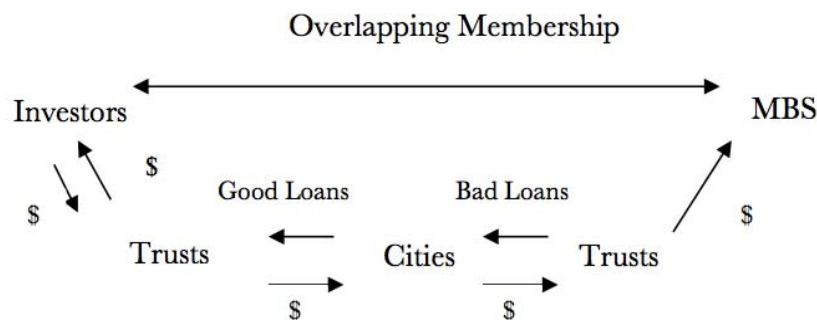 Overlapping Membership
Investors
MBS
$
Good Loans
Bad Loans
$
$
Trusts
Cities
Trusts
$
$